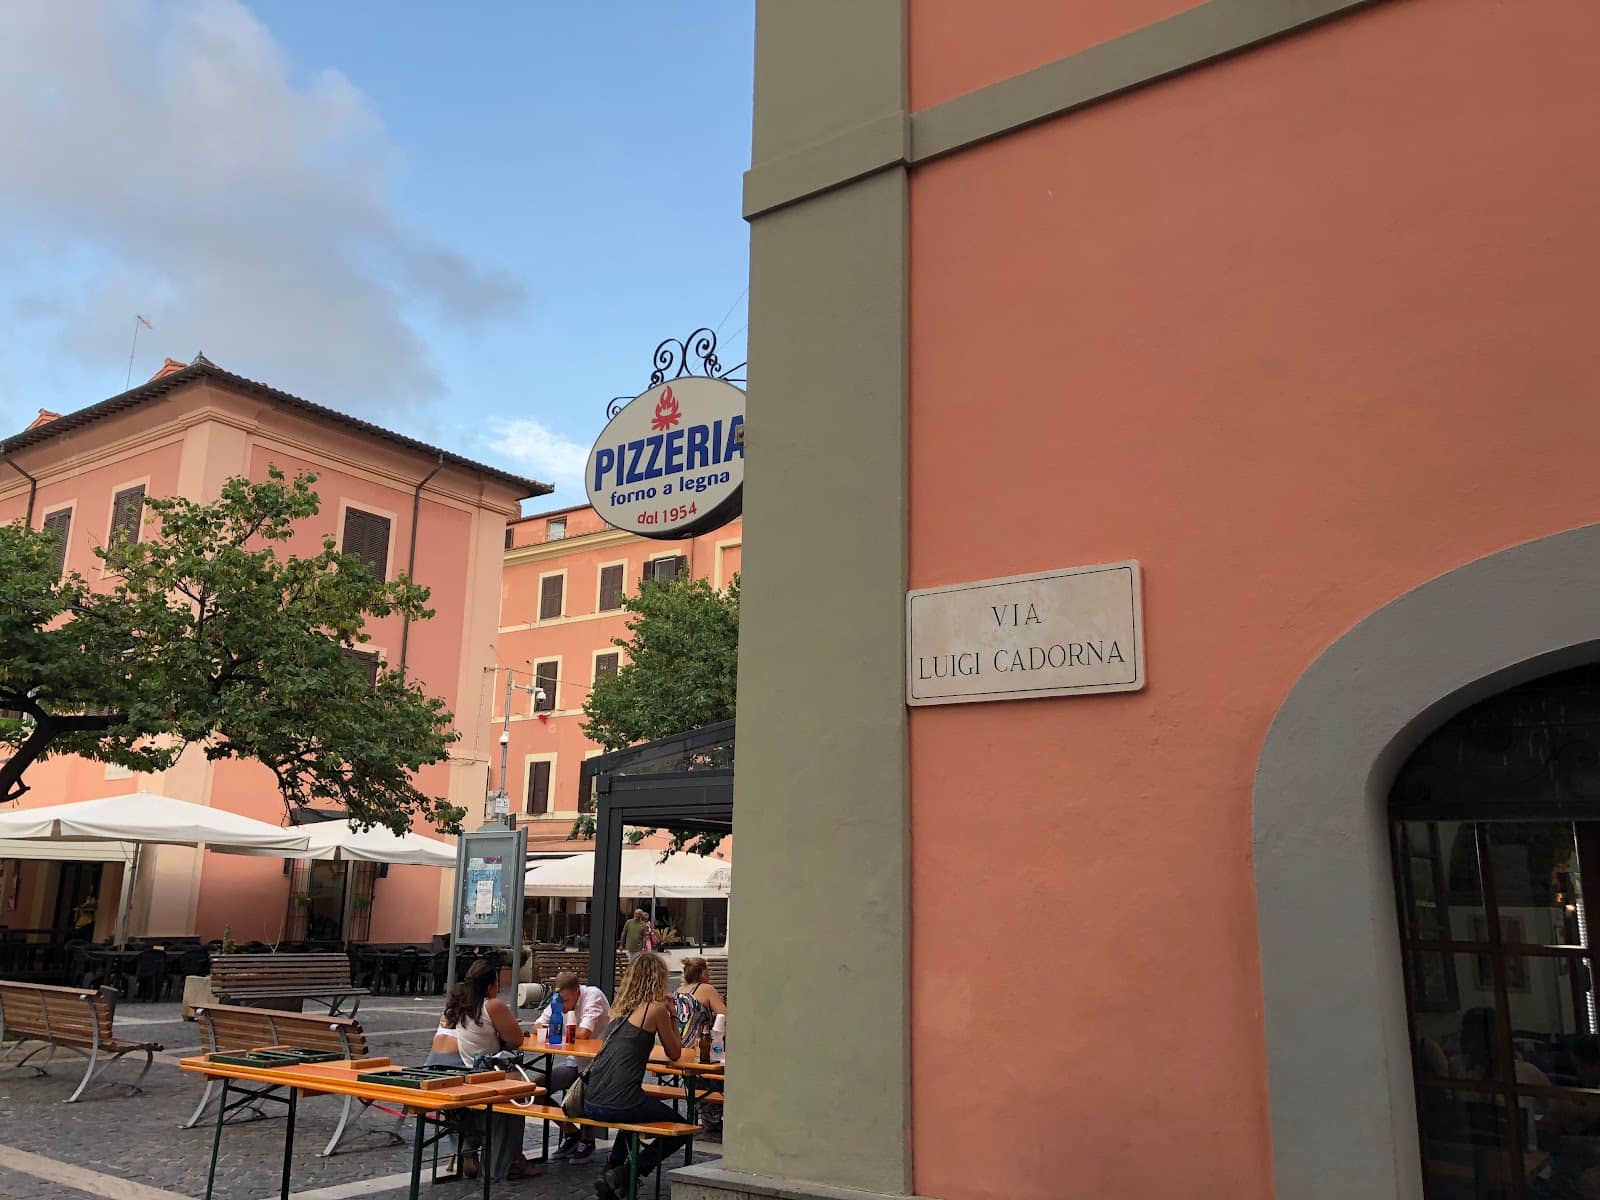 PIZZERIA
forno a legna
dal 1954
VIA
LUIGI CADORNA